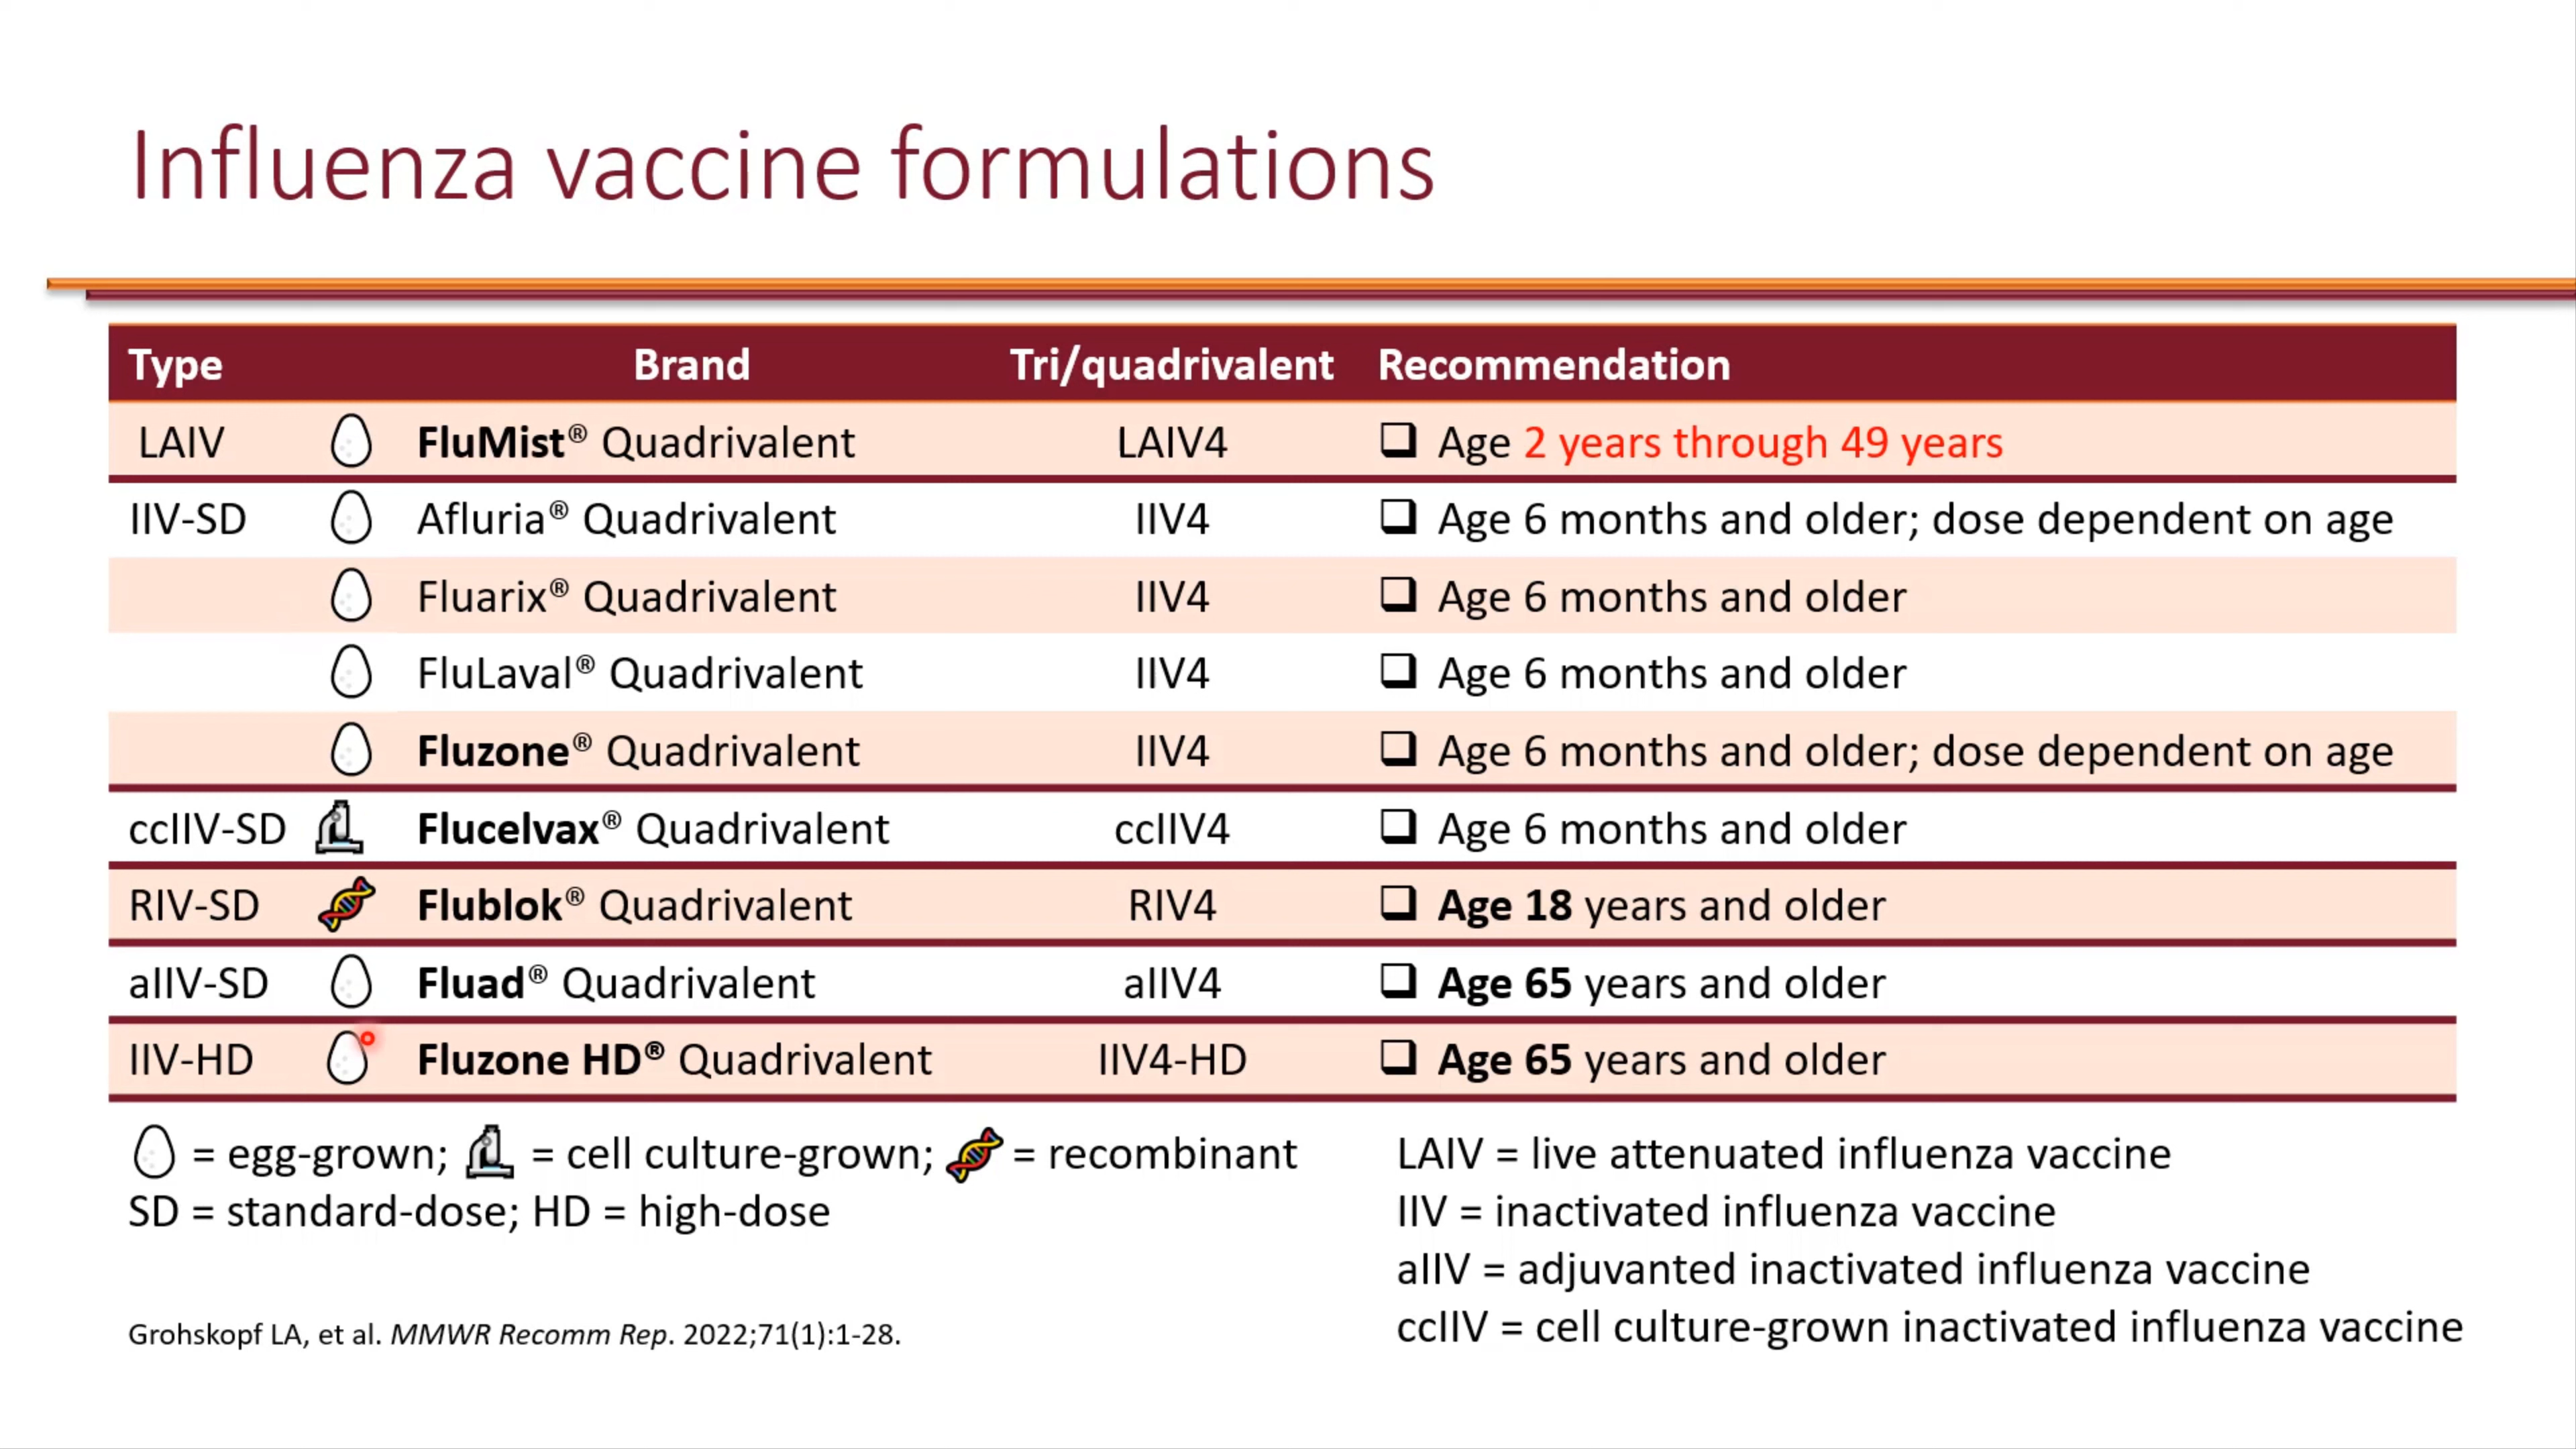 Influenza vaccine formulations
Type Brand Tri/quadrivalent Recommendation
LAIV FluMist® Quadrivalent LAIV4 ❑ Age 2 years through 49 years
IIV-SD Afluria® Quadrivalent IIV4 ❑ Age 6 months and older; dose dependent on age
Fluarix® Quadrivalent IIV4 ❑ Age 6 months and older
FluLaval® Quadrivalent IIV4 ❑ Age 6 months and older
Fluzone® Quadrivalent IIV4 ❑ Age 6 months and older; dose dependent on age
ccIIV-SD Flucelvax® Quadrivalent ccIIV4 ❑ Age 6 months and older
RIV-SD Flublok® Quadrivalent RIV4 ❑ Age 18 years and older
aIIV-SD Fluad® Quadrivalent aIIV4 ❑ Age 65 years and older
IIV-HD Fluzone HD® Quadrivalent IIV4-HD ❑ Age 65 years and older
= egg-grown; = cell culture-grown; = recombinant
SD = standard-dose; HD = high-dose
LAIV = live attenuated influenza vaccine
IIV = inactivated influenza vaccine
aIIV = adjuvanted inactivated influenza vaccine
ccIIV = cell culture-grown inactivated influenza vaccine
Grohskopf LA, et al. MMWR Recomm Rep. 2022;71(1):1-28.